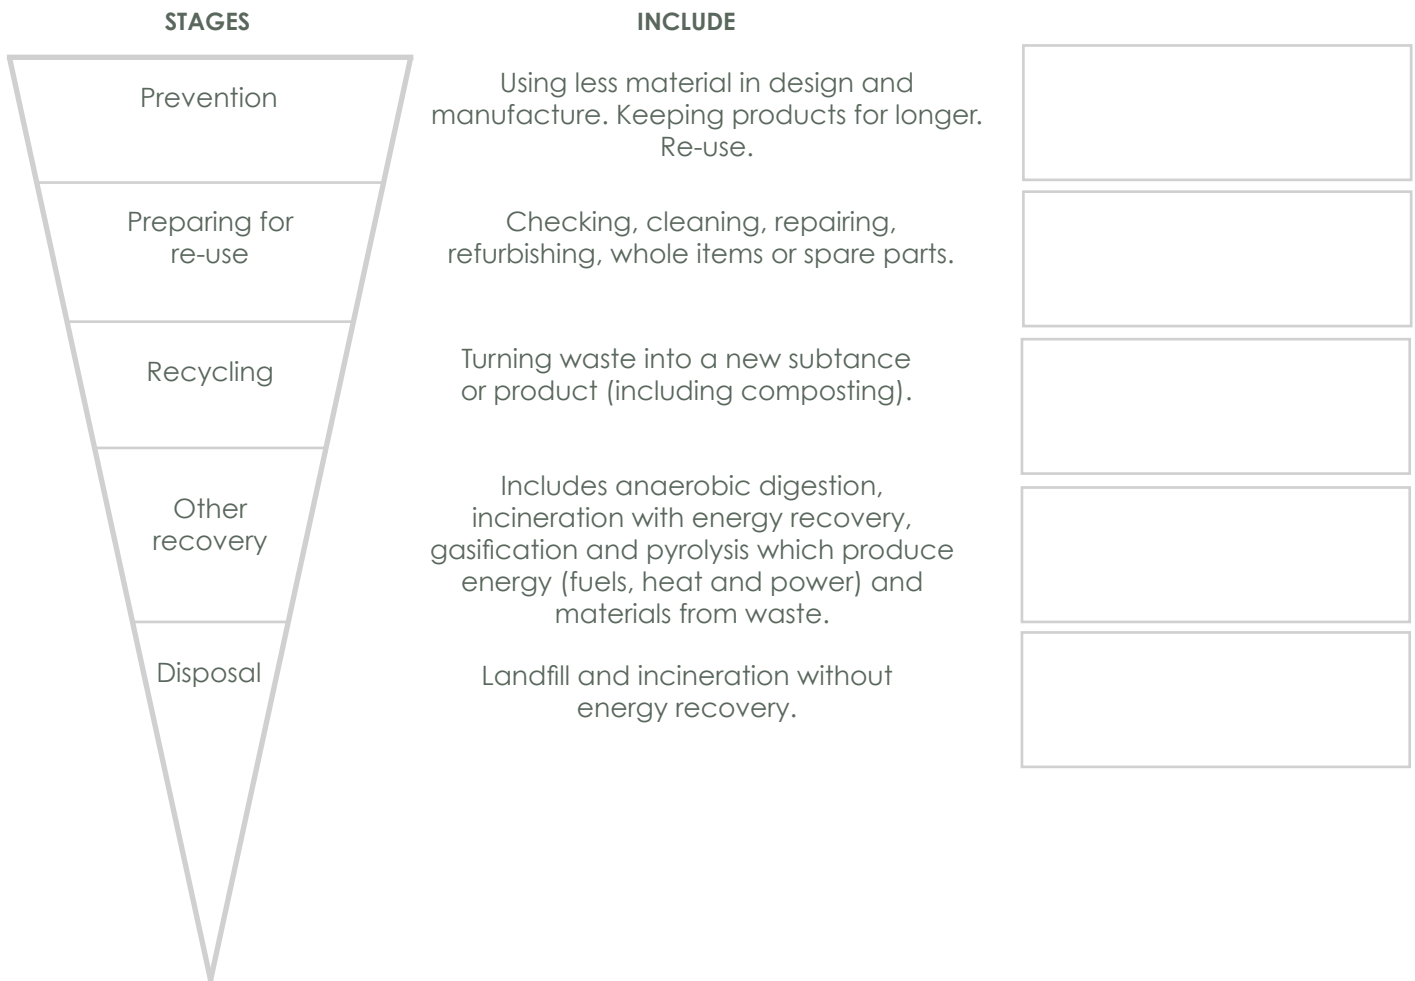 STAGES
INCLUDE
Prevention
Using less material in design and
manufacture. Keeping products for longer.
Re-use.
Preparing for
re-use
Checking, cleaning, repairing,
refurbishing, whole items or spare parts.
Recycling
Turning waste into a new subtance
or product (including composting).
Other
recovery
Includes anaerobic digestion,
incineration with energy recovery,
gasification and pyrolysis which produce
energy (fuels, heat and power) and
materials from waste.
Disposal
Landfill and incineration without
energy recovery.